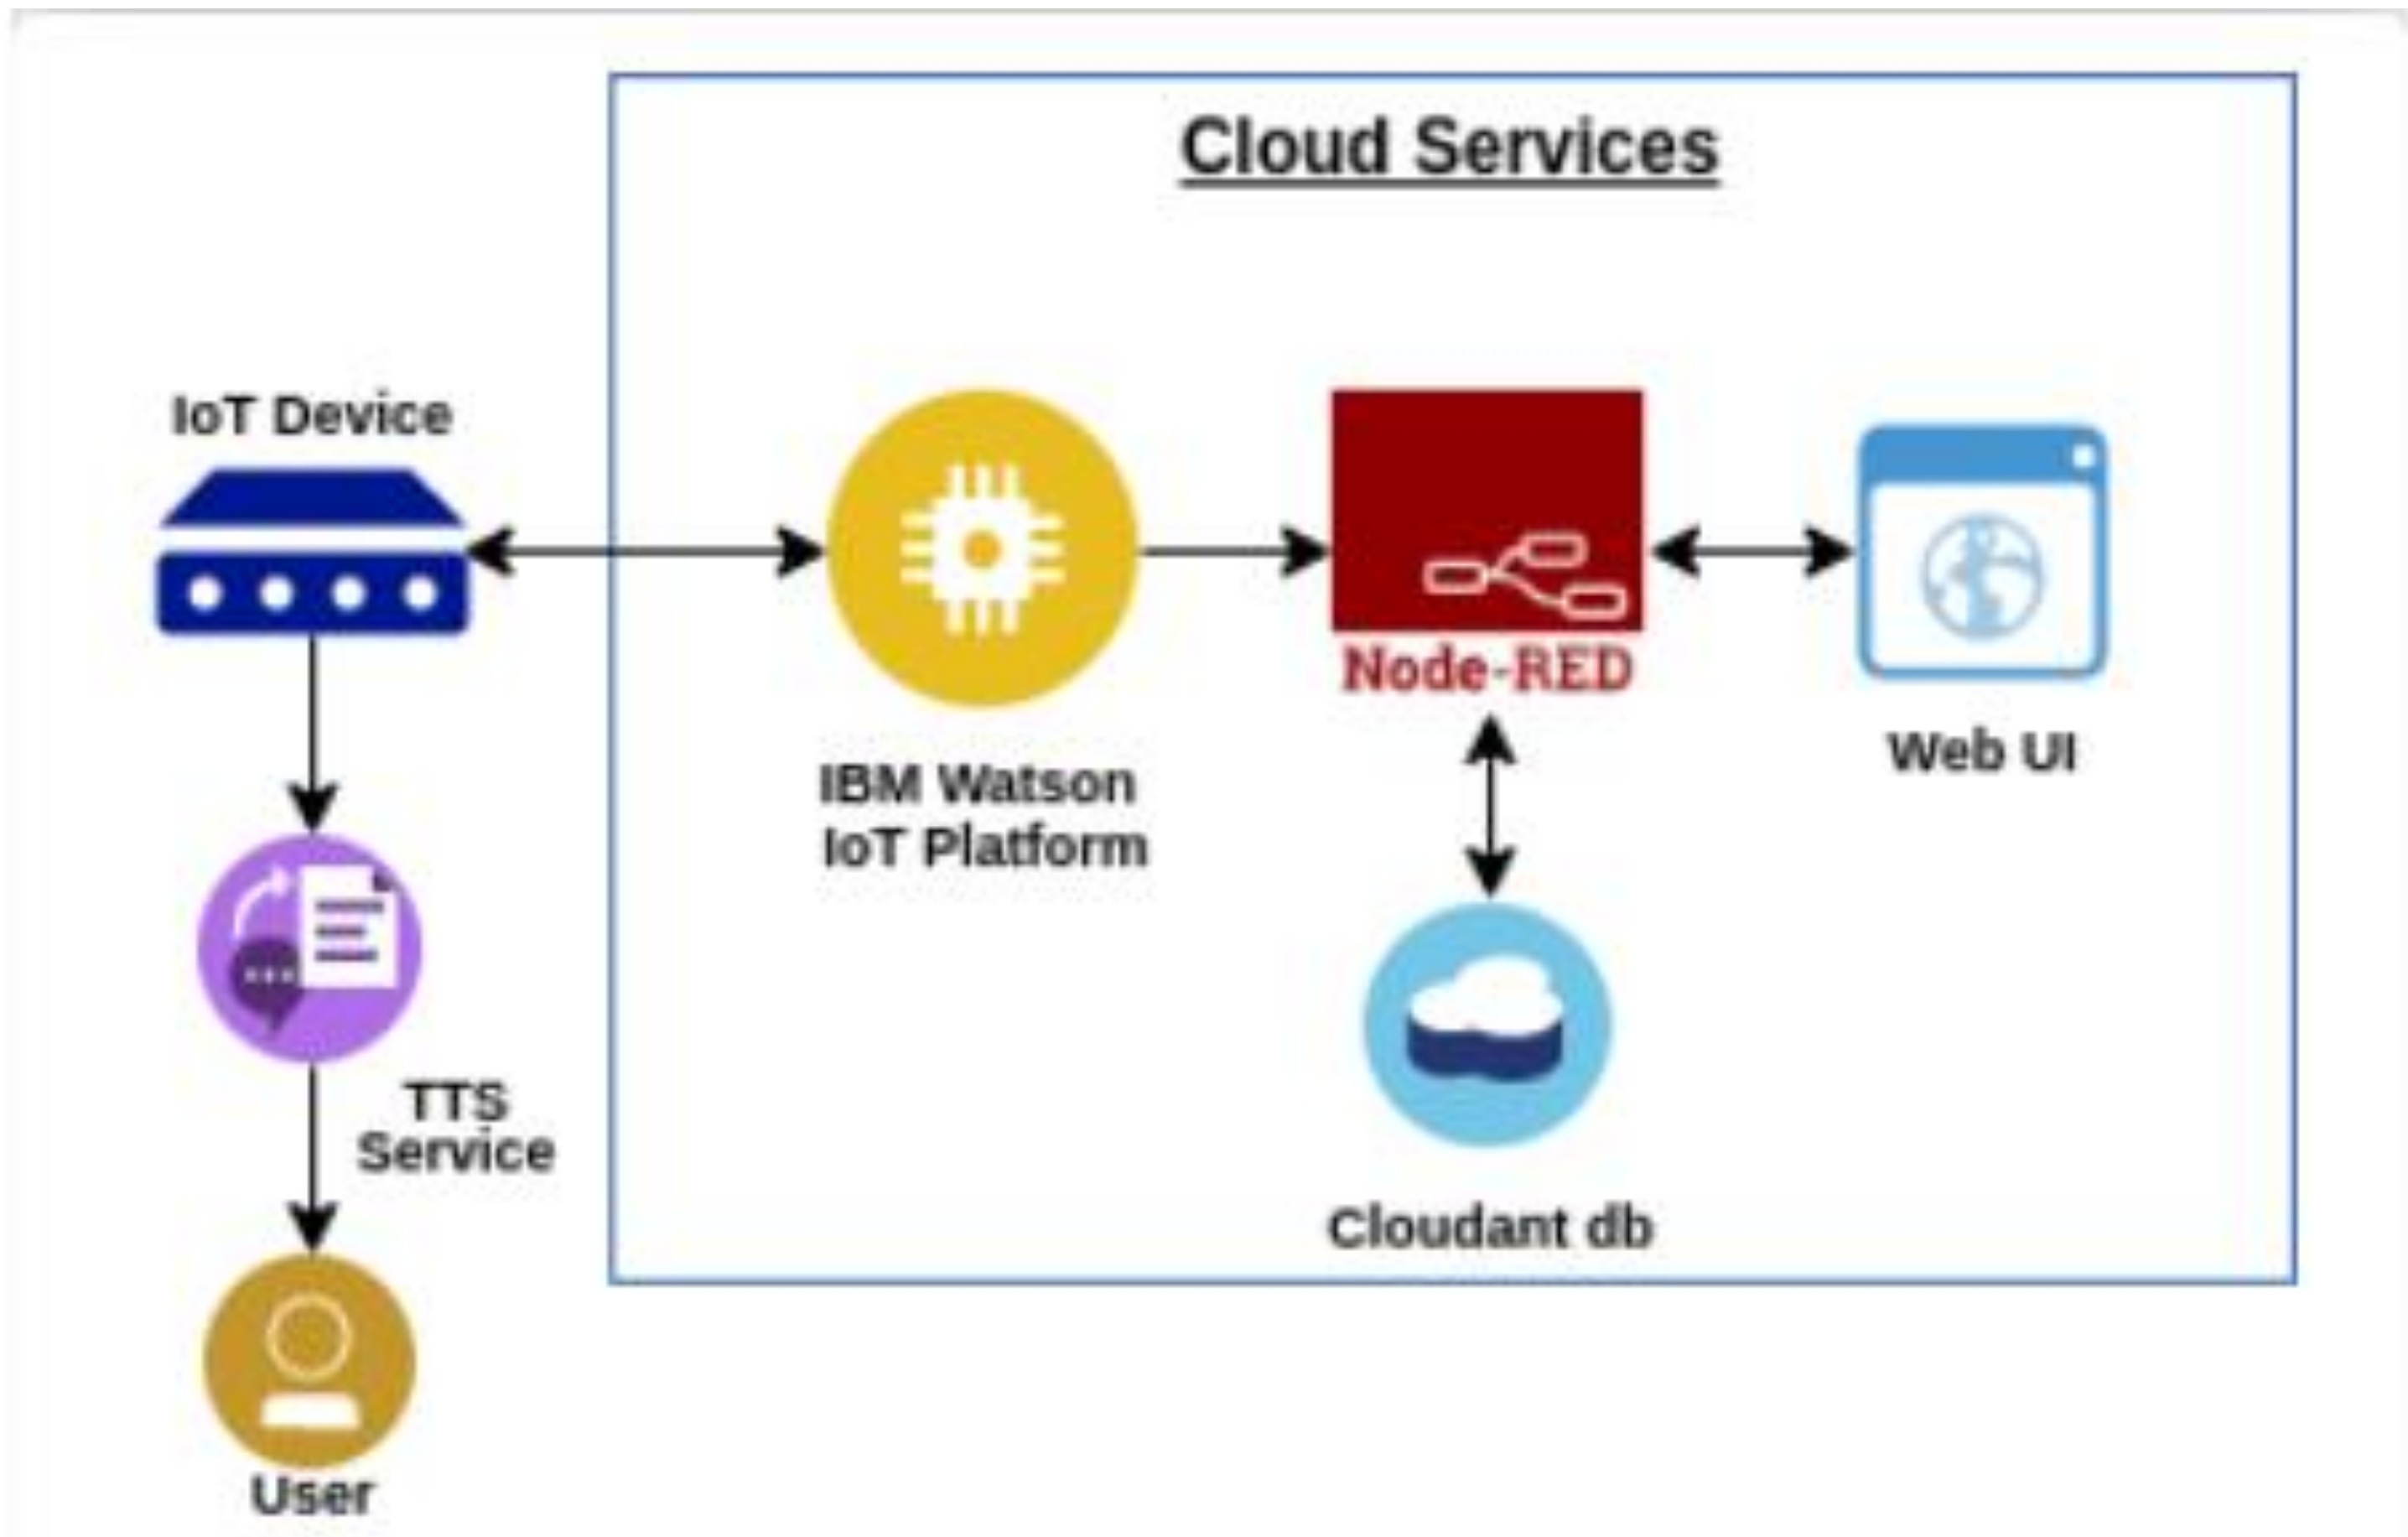 Cloud Services
IoT Device
Node-RED
Web UI
IBM Watson
IoT Platform
TTS
Service
Cloudant db
User